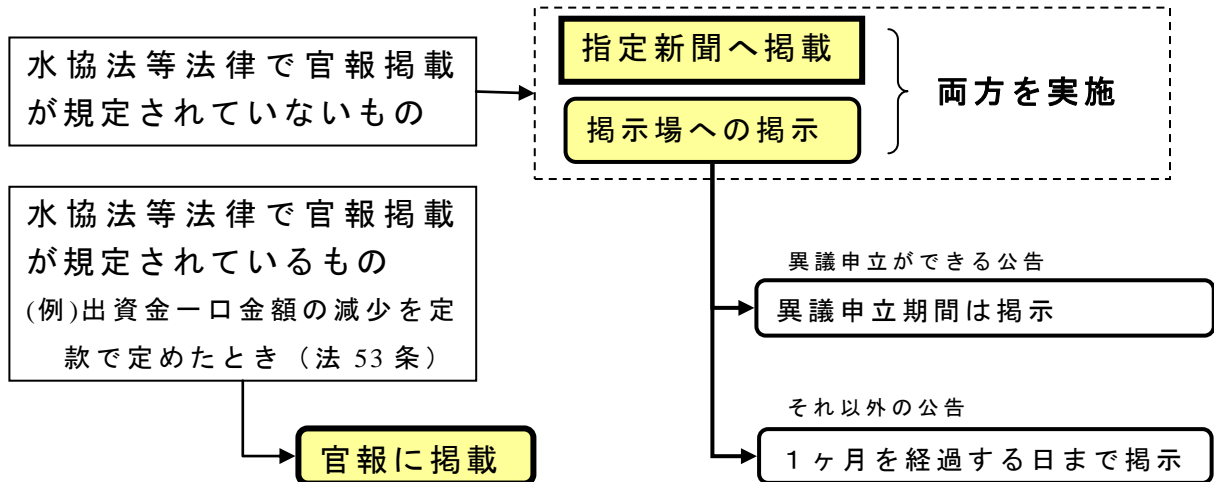 水協法等法律で官報掲載
が規定されていないもの
指定新聞へ掲載
掲示場への掲示
両方を実施
水協法等法律で官報掲載
が規定されているもの
(例)出資金一口金額の減少を定
款で定めたとき（法 53 条）
官報に掲載
異議申立ができる公告
異議申立期間は掲示
それ以外の公告
１ヶ月を経過する日まで掲示